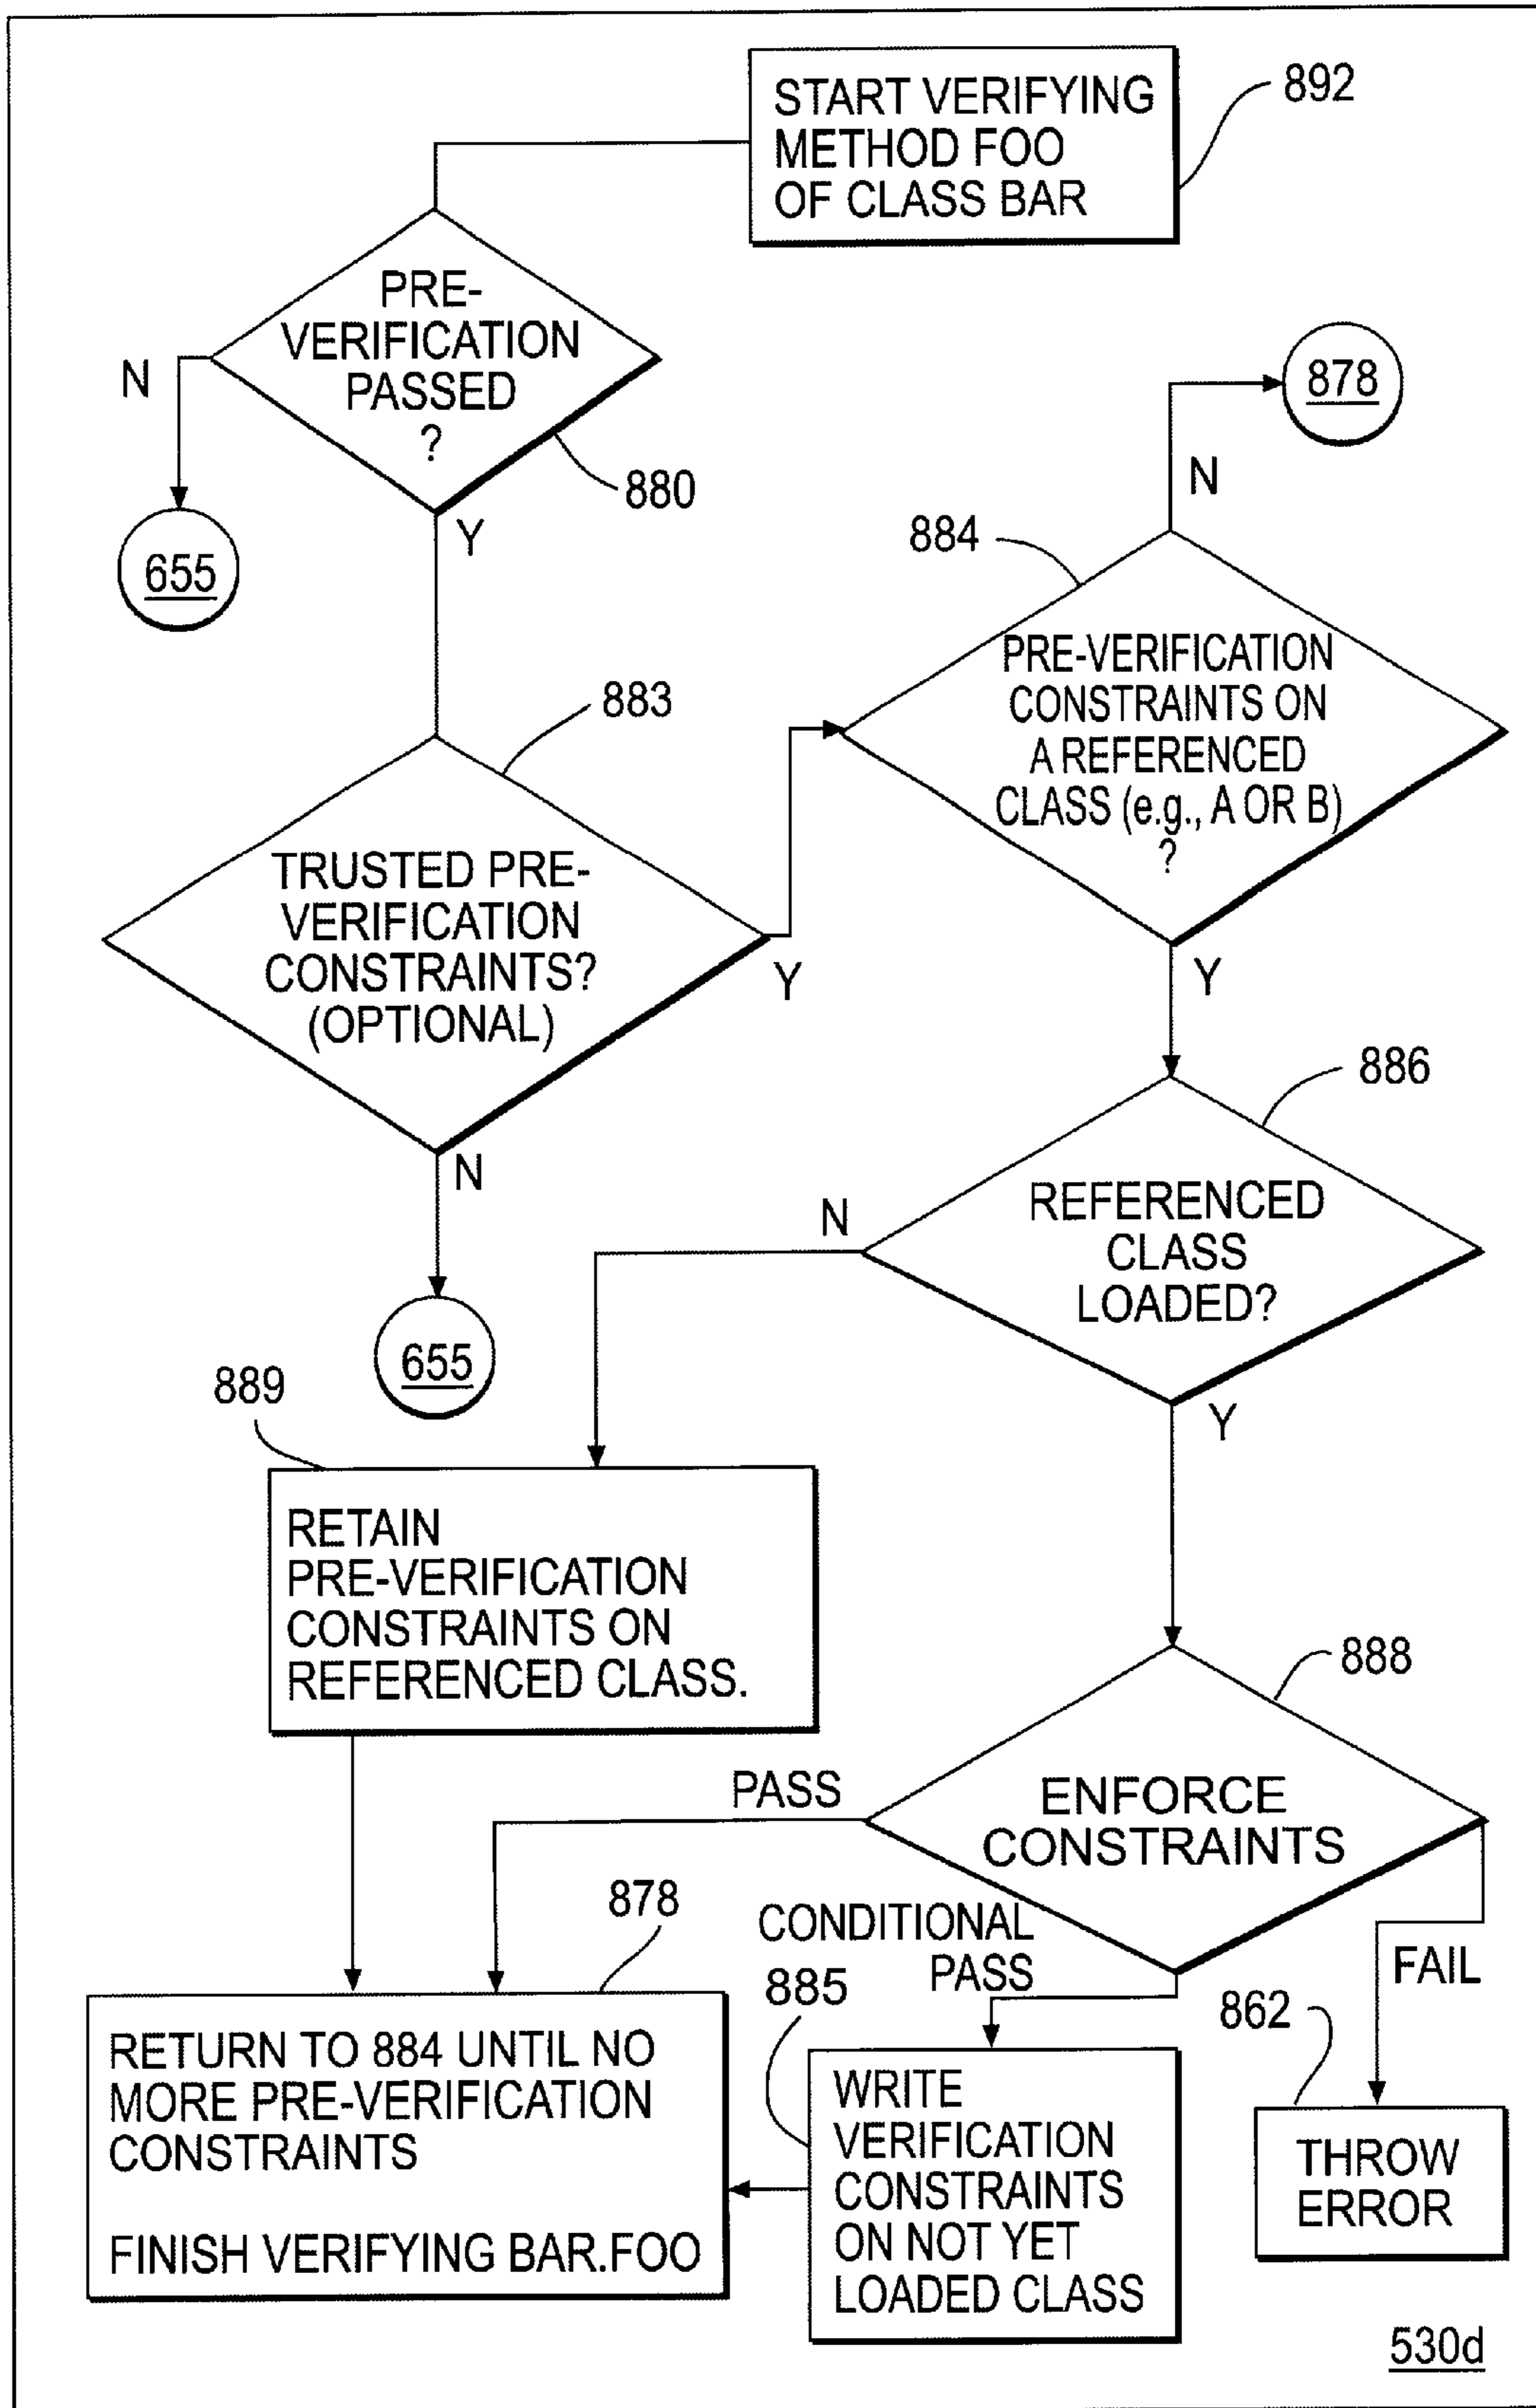 START VERIFYING
METHOD FOO
OF CLASS BAR
892
PRE-
VERIFICATION
PASSED
?
N
880
Y
655
878
N
884
PRE-VERIFICATION
CONSTRAINTS ON
A REFERENCED
CLASS (e.g., A OR B)
?
Y
883
TRUSTED PRE-
VERIFICATION
CONSTRAINTS?
(OPTIONAL)
Y
N
655
886
REFERENCED
CLASS
LOADED?
N
Y
889
RETAIN
PRE-VERIFICATION
CONSTRAINTS ON
REFERENCED CLASS.
888
ENFORCE
CONSTRAINTS
PASS
CONDITIONAL
PASS
FAIL
878
RETURN TO 884 UNTIL NO
MORE PRE-VERIFICATION
CONSTRAINTS
FINISH VERIFYING BAR.FOO
885
WRITE
VERIFICATION
CONSTRAINTS
ON NOT YET
LOADED CLASS
862
THROW
ERROR
530d